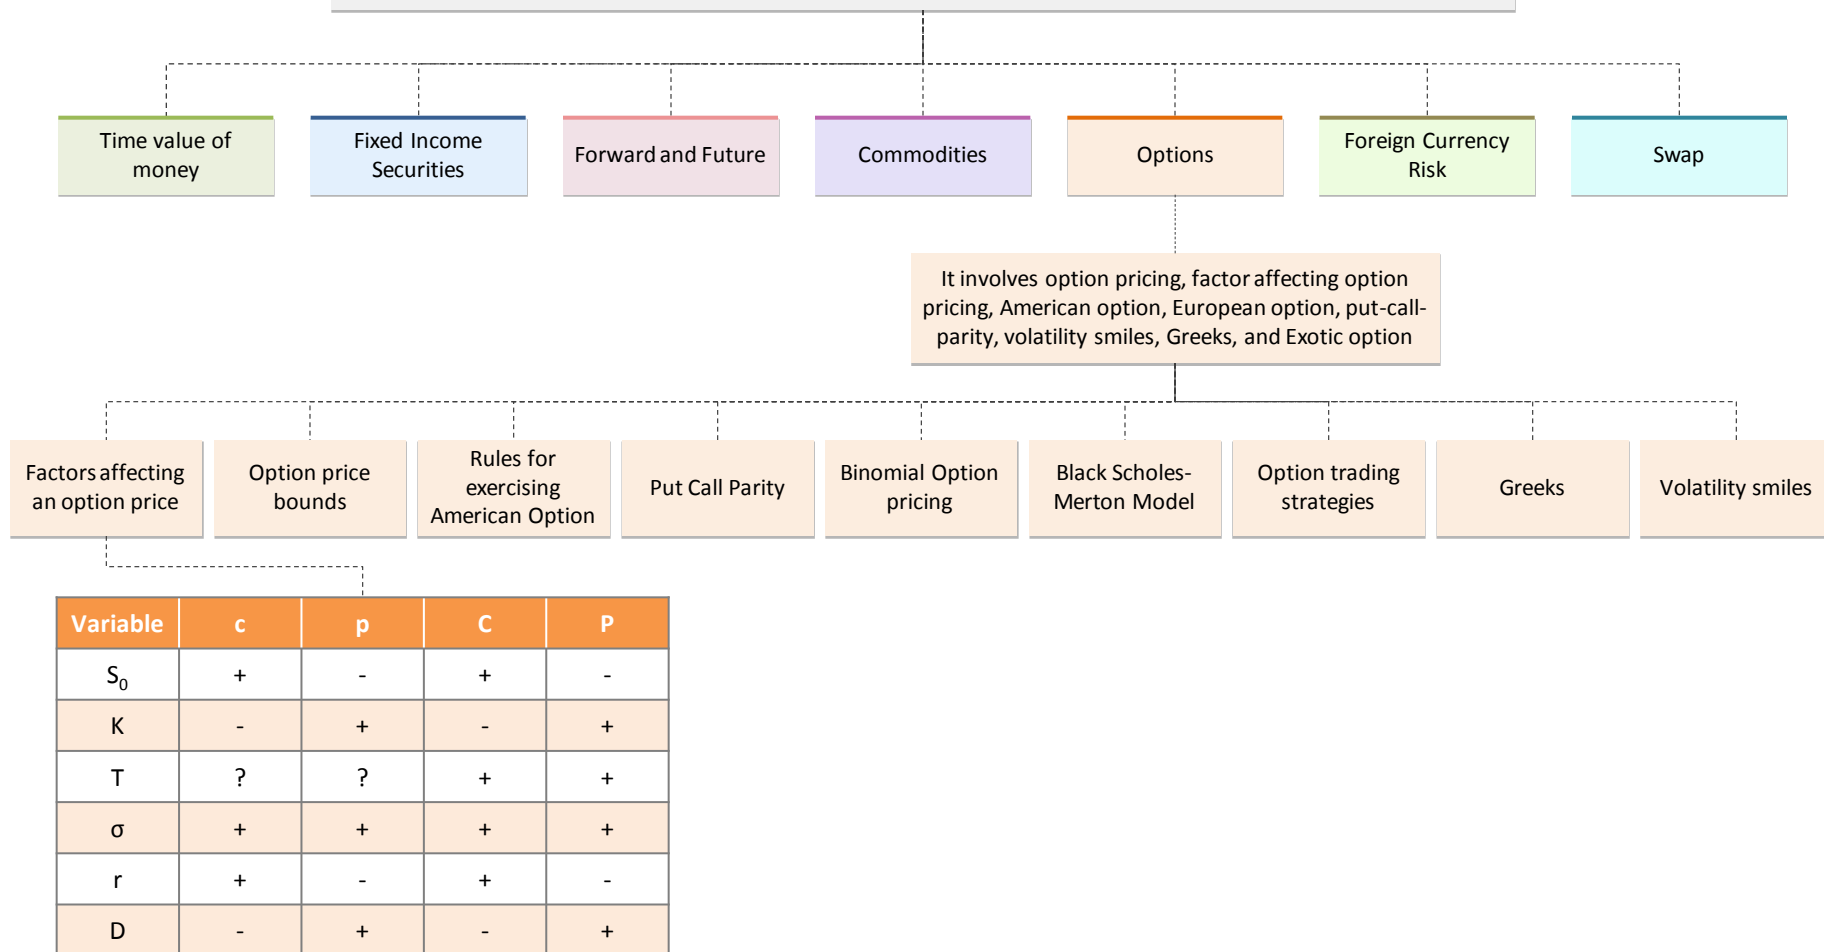 Time value of
money
Fixed Income
Securities
Forward and Future
Commodities
Options
Foreign Currency
Risk
Swap
It involves option pricing, factor affecting option
pricing, American option, European option, put-call-
parity, volatility smiles, Greeks, and Exotic option
Factors affecting
an option price
Option price
bounds
Rules for
exercising
American Option
Put Call Parity
Binomial Option
pricing
Black Scholes-
Merton Model
Option trading
strategies
Greeks
Volatility smiles
Variable c p C P
S₀ + - + -
K - + - +
T ? ? + +
σ + + + +
r + - + -
D - + - +